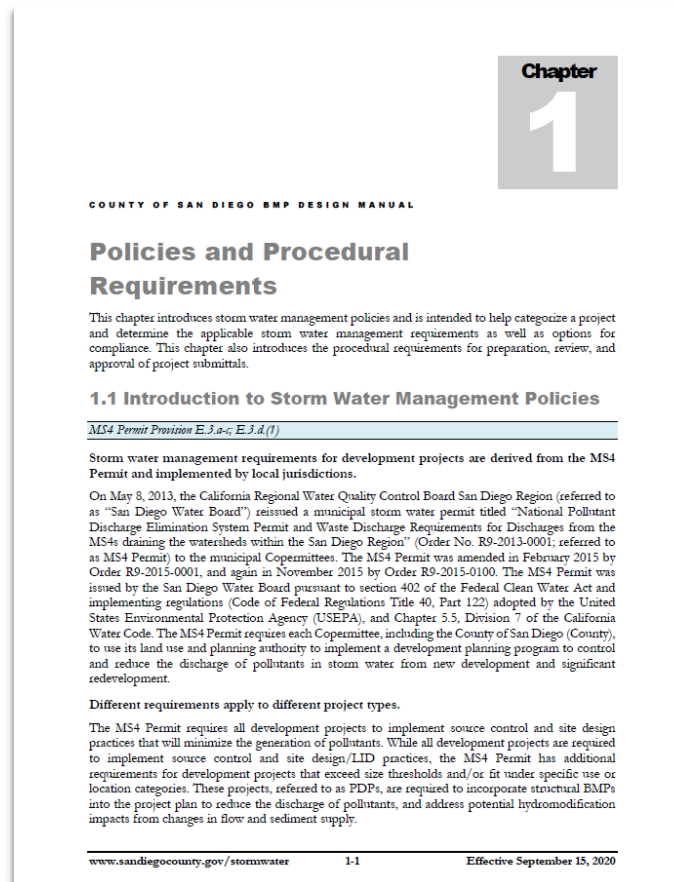 Chapter
1
COUNTY OF SAN DIEGO BMP DESIGN MANUAL
Policies and Procedural
Requirements
This chapter introduces storm water management policies and is intended to help categorize a project
and determine the applicable storm water management requirements as well as options for
compliance. This chapter also introduces the procedural requirements for preparation, review, and
approval of project submittals.
1.1 Introduction to Storm Water Management Policies
MS4 Permit Provision E.3.a-c; E.3.d.(1)
Storm water management requirements for development projects are derived from the MS4
Permit and implemented by local jurisdictions.
On May 8, 2013, the California Regional Water Quality Control Board San Diego Region (referred to
as “San Diego Water Board”) reissued a municipal storm water permit titled “National Pollutant
Discharge Elimination System Permit and Waste Discharge Requirements for Discharges from the
MS4s draining the watersheds within the San Diego Region” (Order No. R9-2013-0001; referred to
as MS4 Permit) to the municipal Copermittees. The MS4 Permit was amended in February 2015 by
Order R9-2015-0001, and again in November 2015 by Order R9-2015-0100. The MS4 Permit was
issued by the San Diego Water Board pursuant to section 402 of the Federal Clean Water Act and
implementing regulations (Code of Federal Regulations Title 40, Part 122) adopted by the United
States Environmental Protection Agency (USEPA), and Chapter 5.5, Division 7 of the California
Water Code. The MS4 Permit requires each Copermittee, including the County of San Diego (County),
to use its land use and planning authority to implement a development planning program to control
and reduce the discharge of pollutants in storm water from new development and significant
redevelopment.
Different requirements apply to different project types.
The MS4 Permit requires all development projects to implement source control and site design
practices that will minimize the generation of pollutants. While all development projects are required
to implement source control and site design/LID practices, the MS4 Permit has additional
requirements for development projects that exceed size thresholds and/or fit under specific use or
location categories. These projects, referred to as PDPs, are required to incorporate structural BMPs
into the project plan to reduce the discharge of pollutants, and address potential hydromodification
impacts from changes in flow and sediment supply.
www.sandiegocounty.gov/stormwater 1-1 Effective September 15, 2020